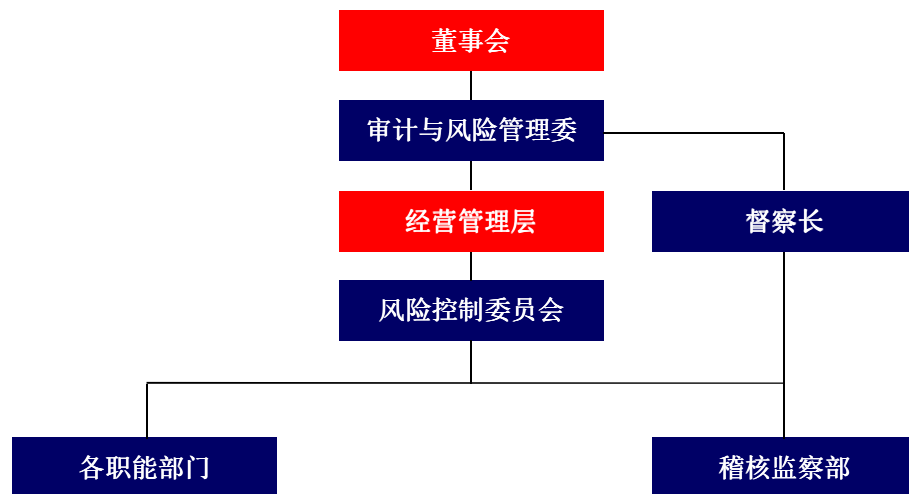 董事会
审计与风险管理委
经营管理层
督察长
风险控制委员会
各职能部门
稽核监察部